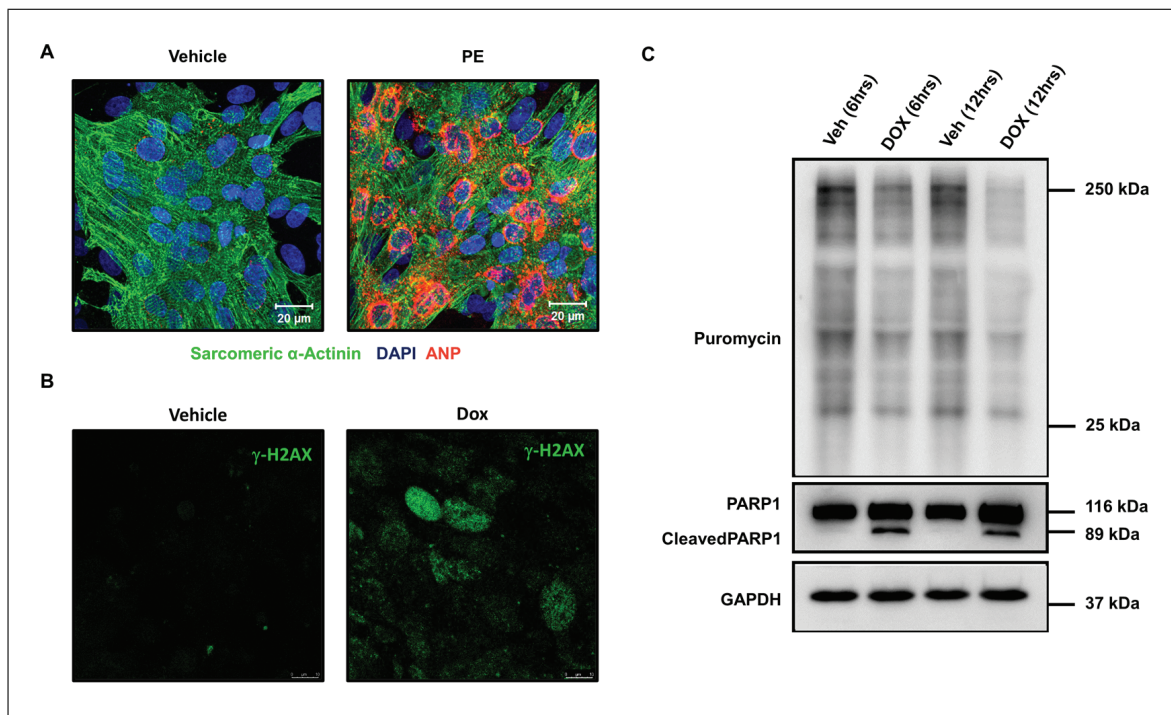 A
Vehicle
PE
20 µm
20 µm
Sarcomeric α-Actinin DAPI ANP
B
Vehicle
Dox
γ-H2AX
γ-H2AX
C
Veh (6hrs)
DOX (6hrs)
Veh (12hrs)
DOX (12hrs)
250 kDa
Puromycin
25 kDa
PARP1
116 kDa
CleavedPARP1
89 kDa
GAPDH
37 kDa